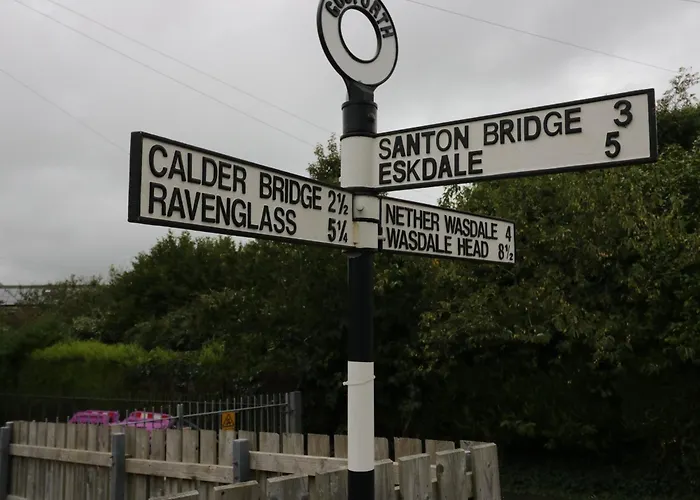 GOSFORTH
CALDER BRIDGE 2½
RAVENGLASS 5¼
SANTON BRIDGE 3
ESKDALE 5
NETHER WASDALE 4
WASDALE HEAD 8½